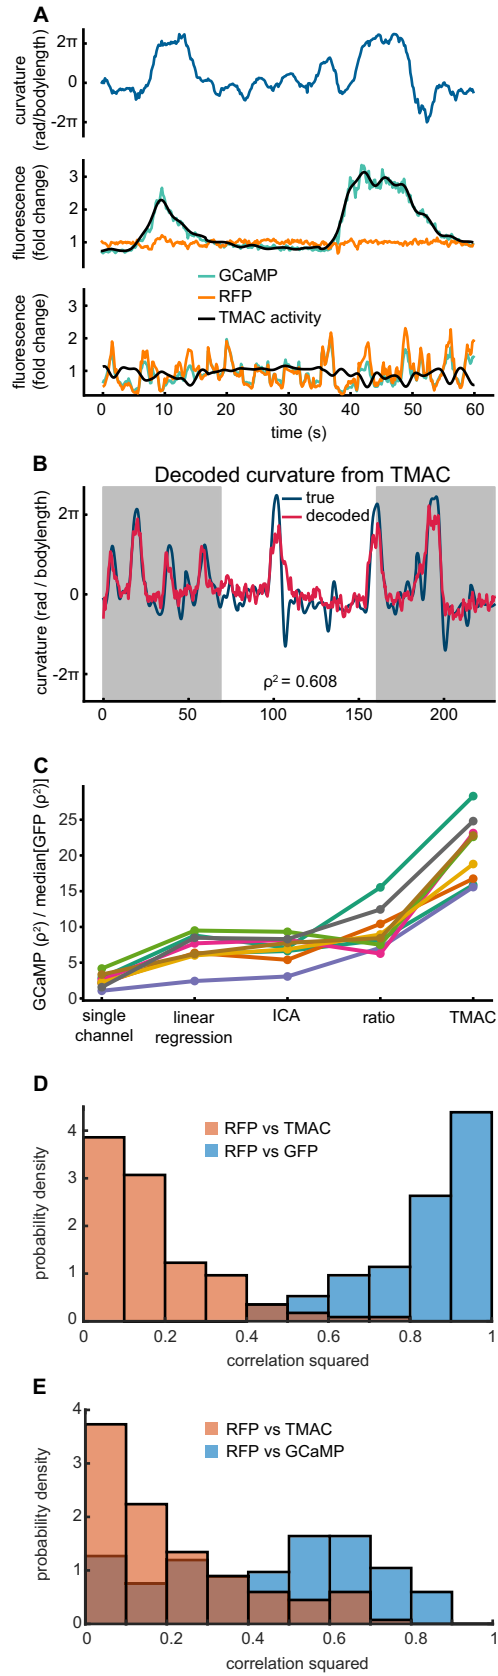 A
curvature
(rad/bodylength)
2π
0
-2π
fluorescence
(fold change)
3
2
1
GCaMP
RFP
TMAC activity
fluorescence
(fold change)
3
2
1
0 10 20 30 40 50 60
time (s)
B
Decoded curvature from TMAC
true
decoded
curvature (rad / bodylength)
2π
0
-2π
ρ² = 0.608
0 50 100 150 200
C
GCaMP (ρ²) / median[GFP (ρ²)]
25
20
15
10
5
0
single channel
linear regression
ICA
ratio
TMAC
D
RFP vs TMAC
RFP vs GFP
probability density
4
3
2
1
0
0 0.2 0.4 0.6 0.8 1
correlation squared
E
RFP vs TMAC
RFP vs GCaMP
probability density
4
3
2
1
0
0 0.2 0.4 0.6 0.8 1
correlation squared